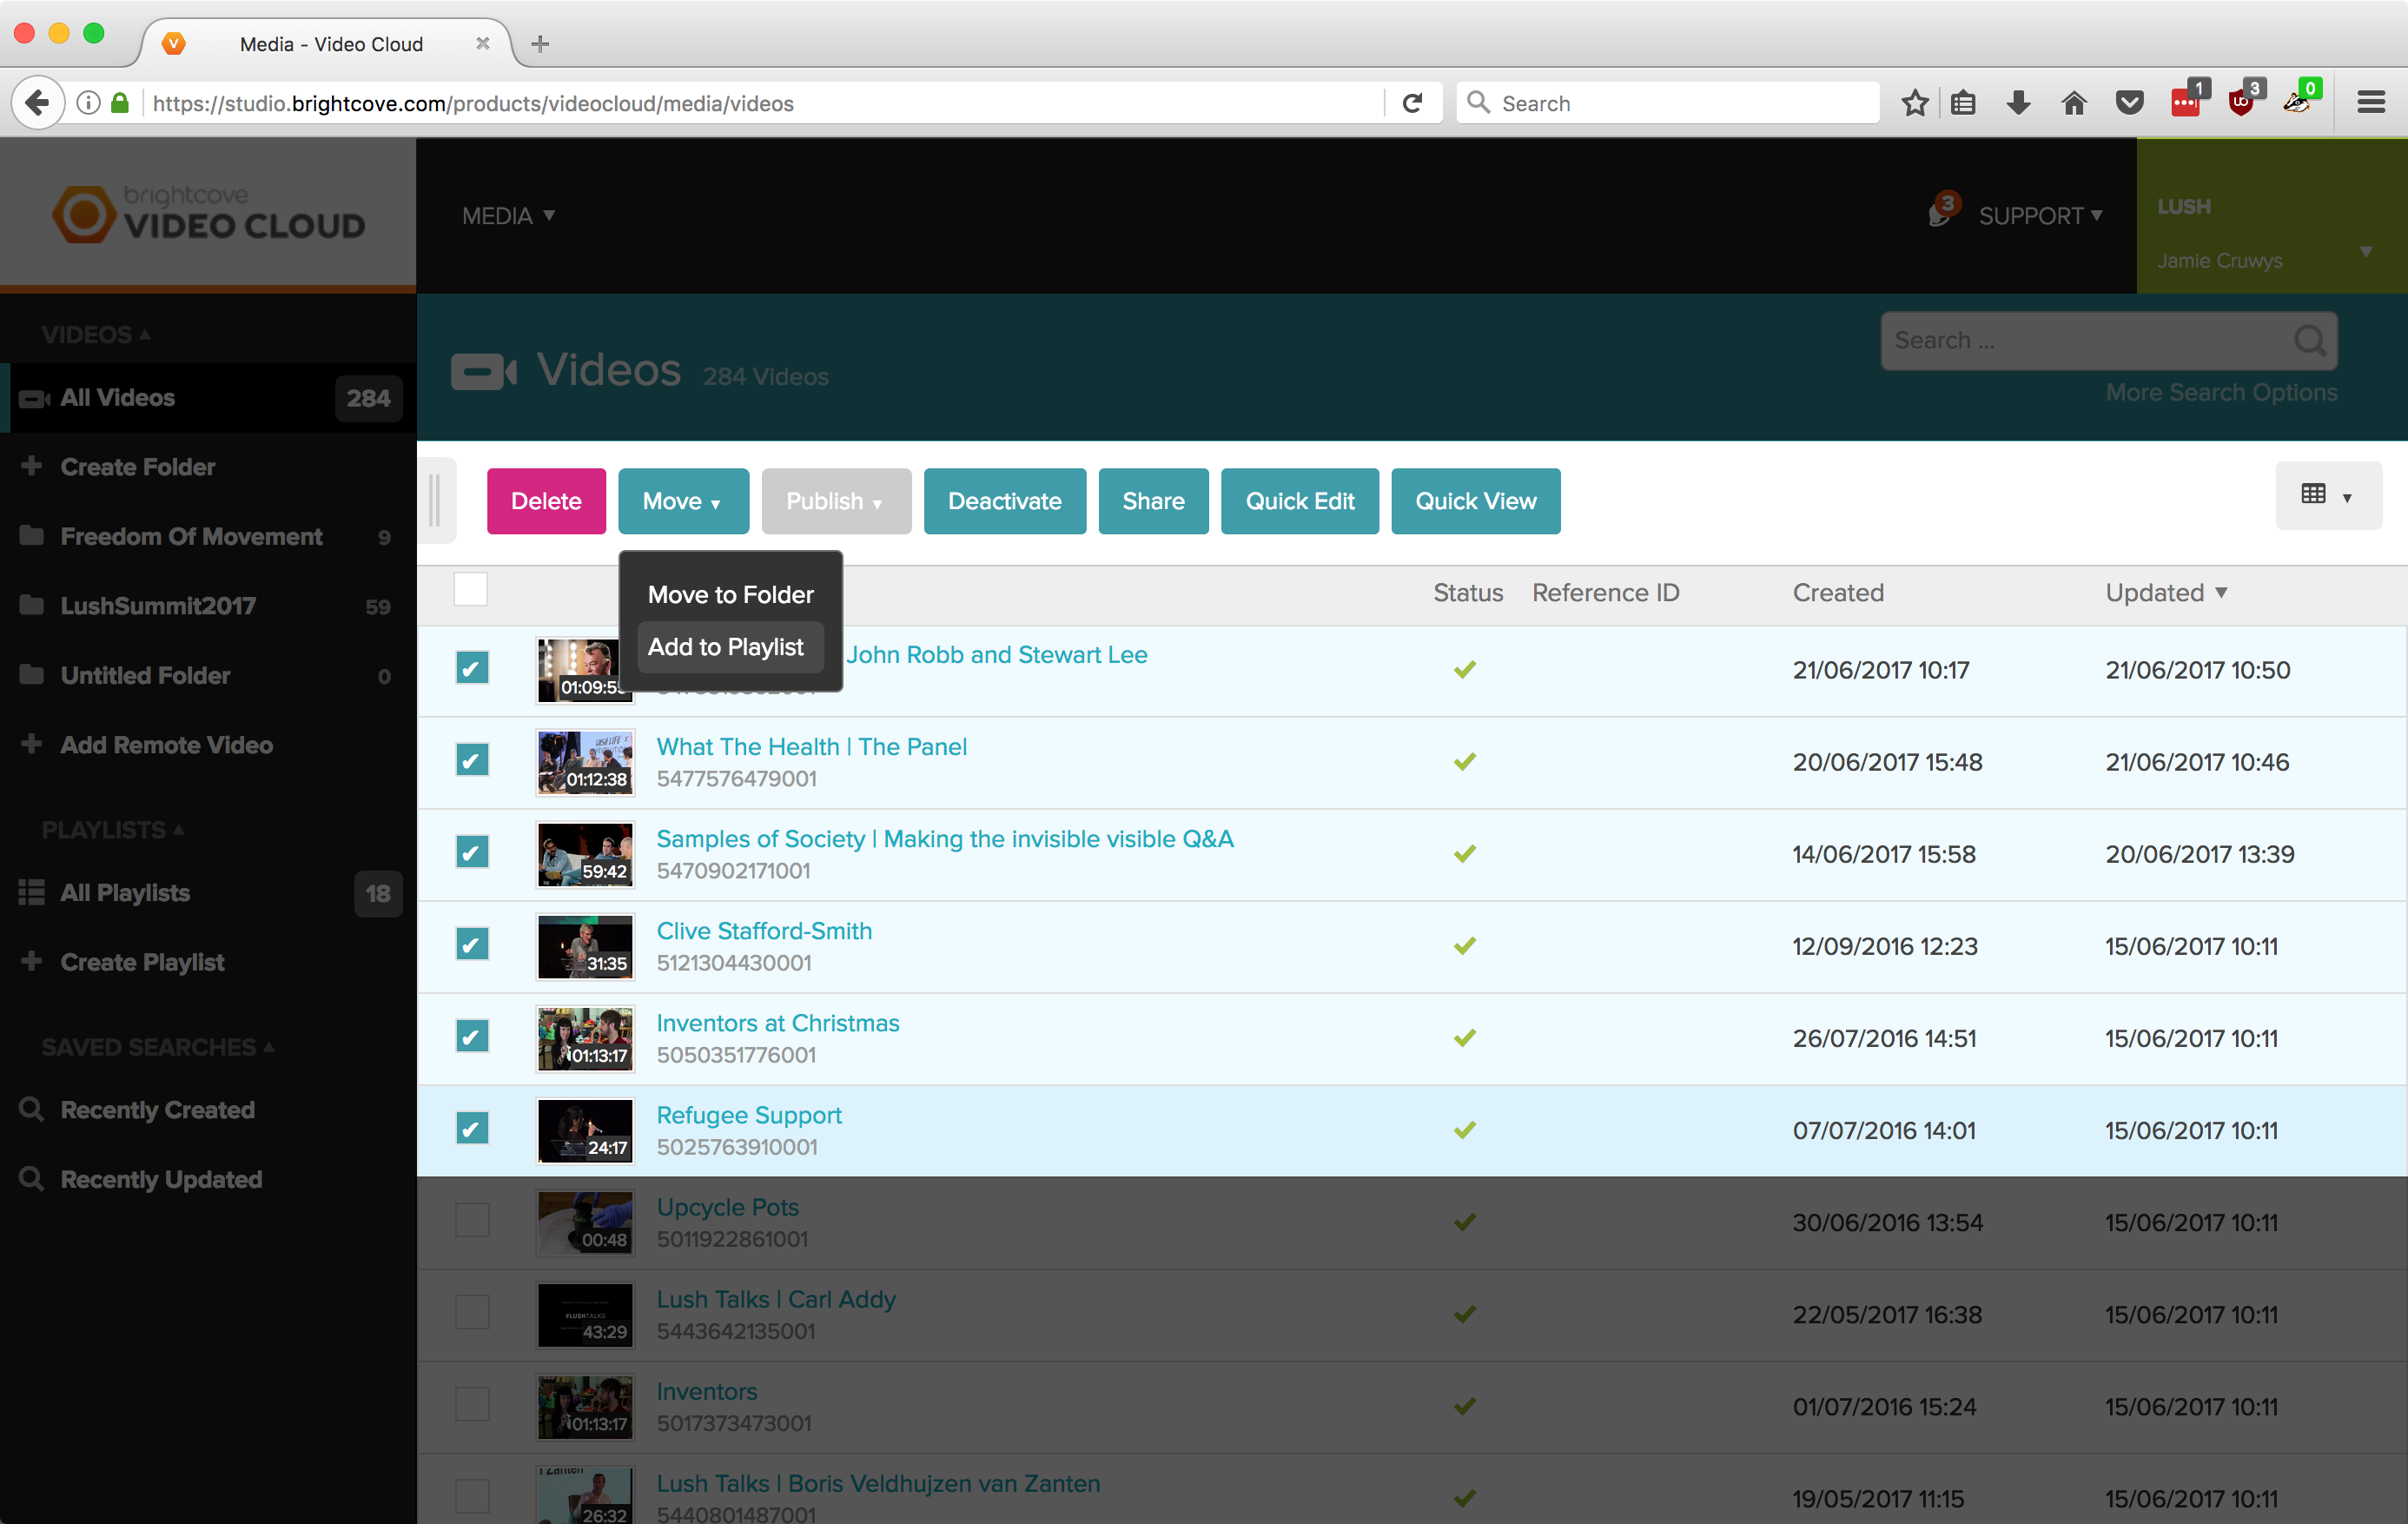 Media - Video Cloud
https://studio.brightcove.com/products/videocloud/media/videos
Search
1
3
0
brightcove
VIDEO CLOUD
MEDIA
3
SUPPORT
LUSH
Jamie Cruwys
VIDEOS
All Videos
284
Create Folder
Freedom Of Movement
9
LushSummit2017
59
Untitled Folder
0
Add Remote Video
PLAYLISTS
All Playlists
18
Create Playlist
SAVED SEARCHES
Recently Created
Recently Updated
Videos 284 Videos
Search ...
More Search Options
Delete
Move
Publish
Deactivate
Share
Quick Edit
Quick View
Move to Folder
Add to Playlist
Status
Reference ID
Created
Updated
John Robb and Stewart Lee
21/06/2017 10:17
21/06/2017 10:50
01:12:38
What The Health | The Panel
5477576479001
20/06/2017 15:48
21/06/2017 10:46
59:42
Samples of Society | Making the invisible visible Q&A
5470902171001
14/06/2017 15:58
20/06/2017 13:39
31:35
Clive Stafford-Smith
5121304430001
12/09/2016 12:23
15/06/2017 10:11
01:13:17
Inventors at Christmas
5050351776001
26/07/2016 14:51
15/06/2017 10:11
24:17
Refugee Support
5025763910001
07/07/2016 14:01
15/06/2017 10:11
00:48
Upcycle Pots
5011922861001
30/06/2016 13:54
15/06/2017 10:11
#LUSHTALKS
43:29
Lush Talks | Carl Addy
5443642135001
22/05/2017 16:38
15/06/2017 10:11
01:13:17
Inventors
5017373473001
01/07/2016 15:24
15/06/2017 10:11
26:32
Lush Talks | Boris Veldhujzen van Zanten
5440801487001
19/05/2017 11:15
15/06/2017 10:11